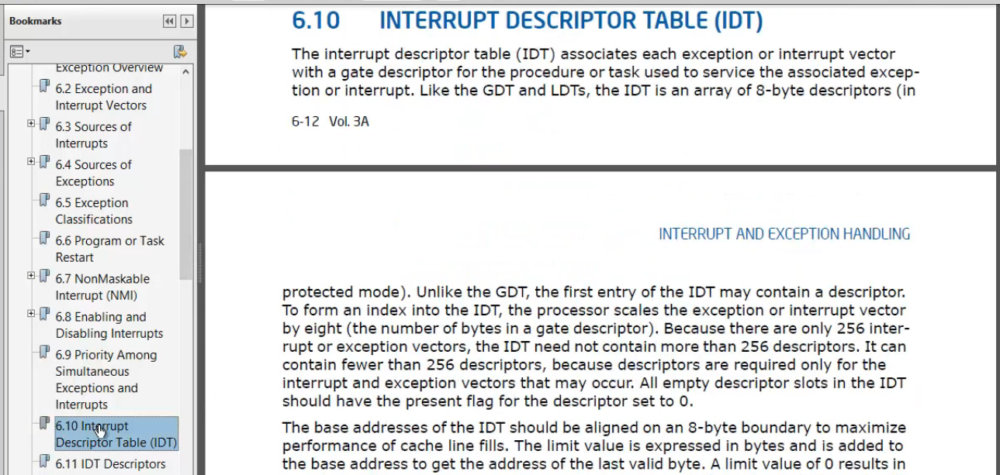 Bookmarks
Exception Overview
6.2 Exception and
Interrupt Vectors
6.3 Sources of
Interrupts
6.4 Sources of
Exceptions
6.5 Exception
Classifications
6.6 Program or Task
Restart
6.7 NonMaskable
Interrupt (NMI)
6.8 Enabling and
Disabling Interrupts
6.9 Priority Among
Simultaneous
Exceptions and
Interrupts
6.10 Interrupt
Descriptor Table (IDT)
6.11 IDT Descriptors
6.10 INTERRUPT DESCRIPTOR TABLE (IDT)
The interrupt descriptor table (IDT) associates each exception or interrupt vector
with a gate descriptor for the procedure or task used to service the associated excep-
tion or interrupt. Like the GDT and LDTs, the IDT is an array of 8-byte descriptors (in
6-12 Vol. 3A
INTERRUPT AND EXCEPTION HANDLING
protected mode). Unlike the GDT, the first entry of the IDT may contain a descriptor.
To form an index into the IDT, the processor scales the exception or interrupt vector
by eight (the number of bytes in a gate descriptor). Because there are only 256 inter-
rupt or exception vectors, the IDT need not contain more than 256 descriptors. It can
contain fewer than 256 descriptors, because descriptors are required only for the
interrupt and exception vectors that may occur. All empty descriptor slots in the IDT
should have the present flag for the descriptor set to 0.
The base addresses of the IDT should be aligned on an 8-byte boundary to maximize
performance of cache line fills. The limit value is expressed in bytes and is added to
the base address to get the address of the last valid byte. A limit value of 0 results in